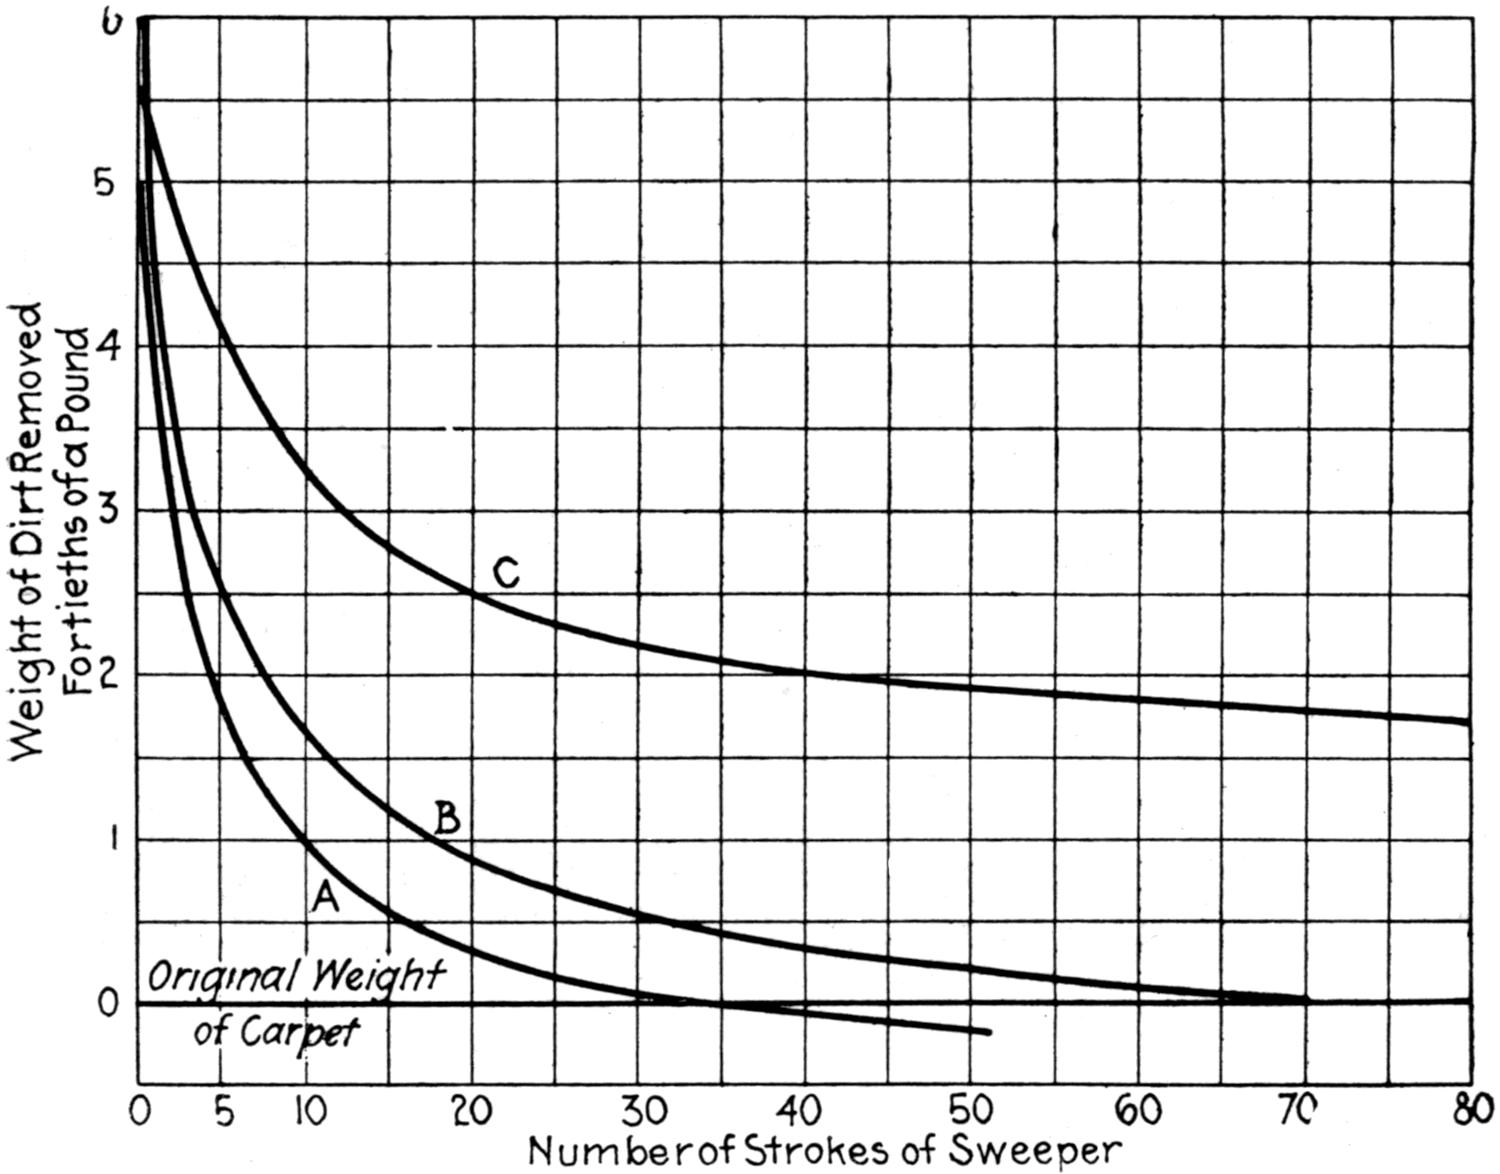 6
5
4
3
2
1
0
Weight of Dirt Removed
Fortieths of a Pound
C
B
A
Original Weight
of Carpet
0 5 10 20 30 40 50 60 70 80
Number of Strokes of Sweeper